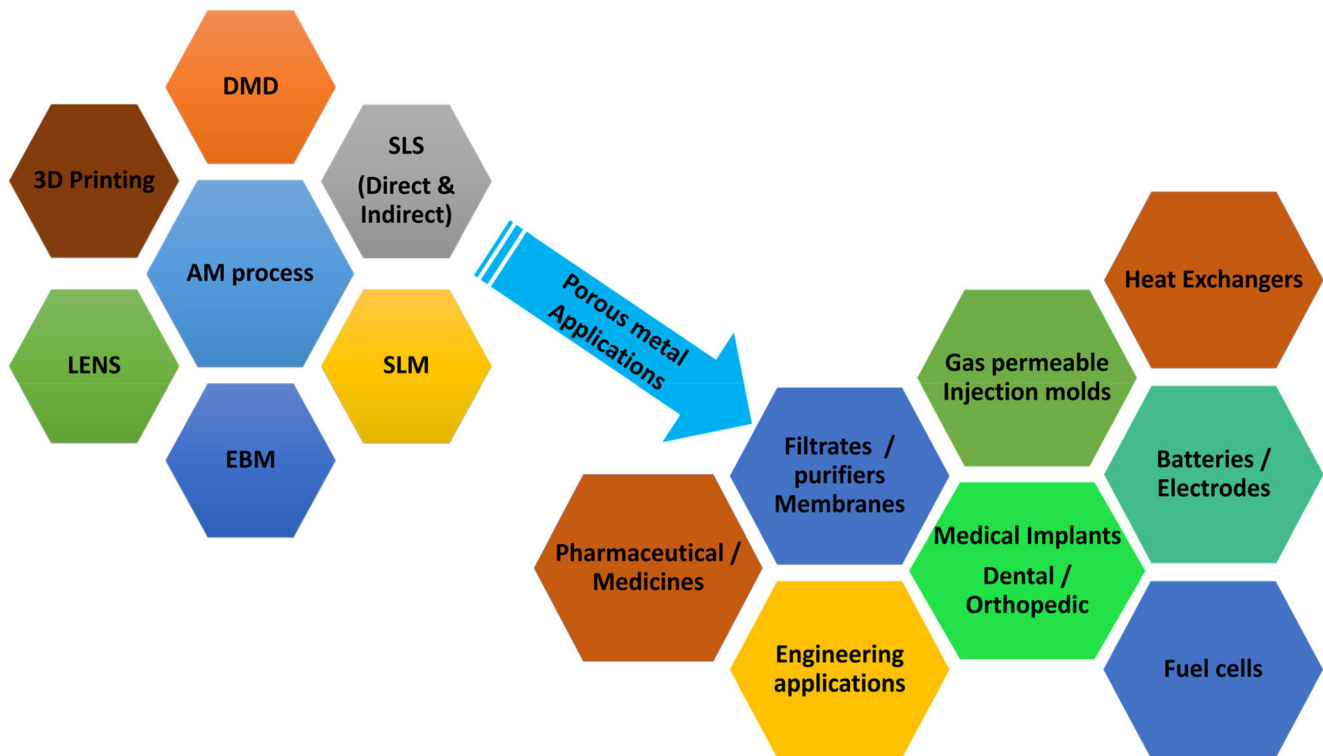 DMD
SLS
(Direct &
Indirect)
3D Printing
AM process
LENS
SLM
EBM
Porous metal
Applications
Heat Exchangers
Gas permeable
Injection molds
Filtrates / 
purifiers
Membranes
Batteries /
Electrodes
Medical Implants
Dental /
Orthopedic
Pharmaceutical /
Medicines
Engineering
applications
Fuel cells